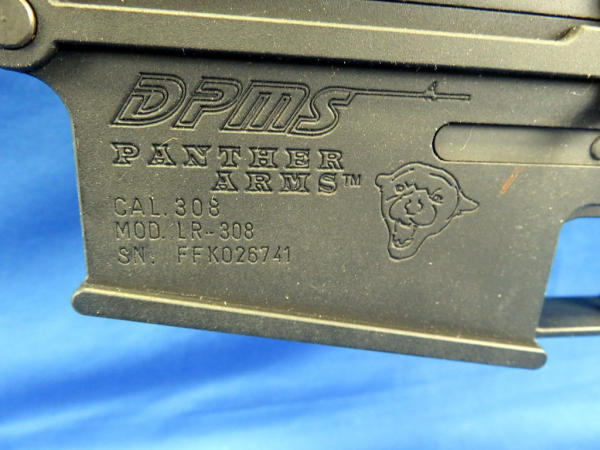 DPMS
PANTHER
ARMS™
CAL. 308
MOD. LR-308
SN. FFK026741